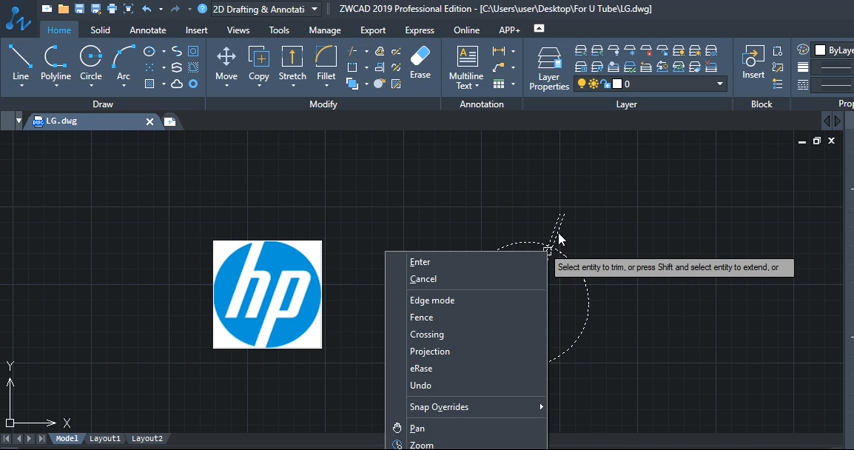 2D Drafting & Annotati
ZWCAD 2019 Professional Edition - [C:\Users\user\Desktop\For U Tube\LG.dwg]
Home Solid Annotate Insert Views Tools Manage Export Express Online APP+
Line Polyline Circle Arc
Move Copy Stretch Fillet Erase
Multiline Text
Layer Properties
0
Insert
ByLaye
Draw Modify Annotation Layer Block Prop
LG.dwg
hp
Select entity to trim, or press Shift and select entity to extend, or
Enter
Cancel
Edge mode
Fence
Crossing
Projection
eRase
Undo
Snap Overrides
Pan
Zoom
Y
X
Model Layout1 Layout2